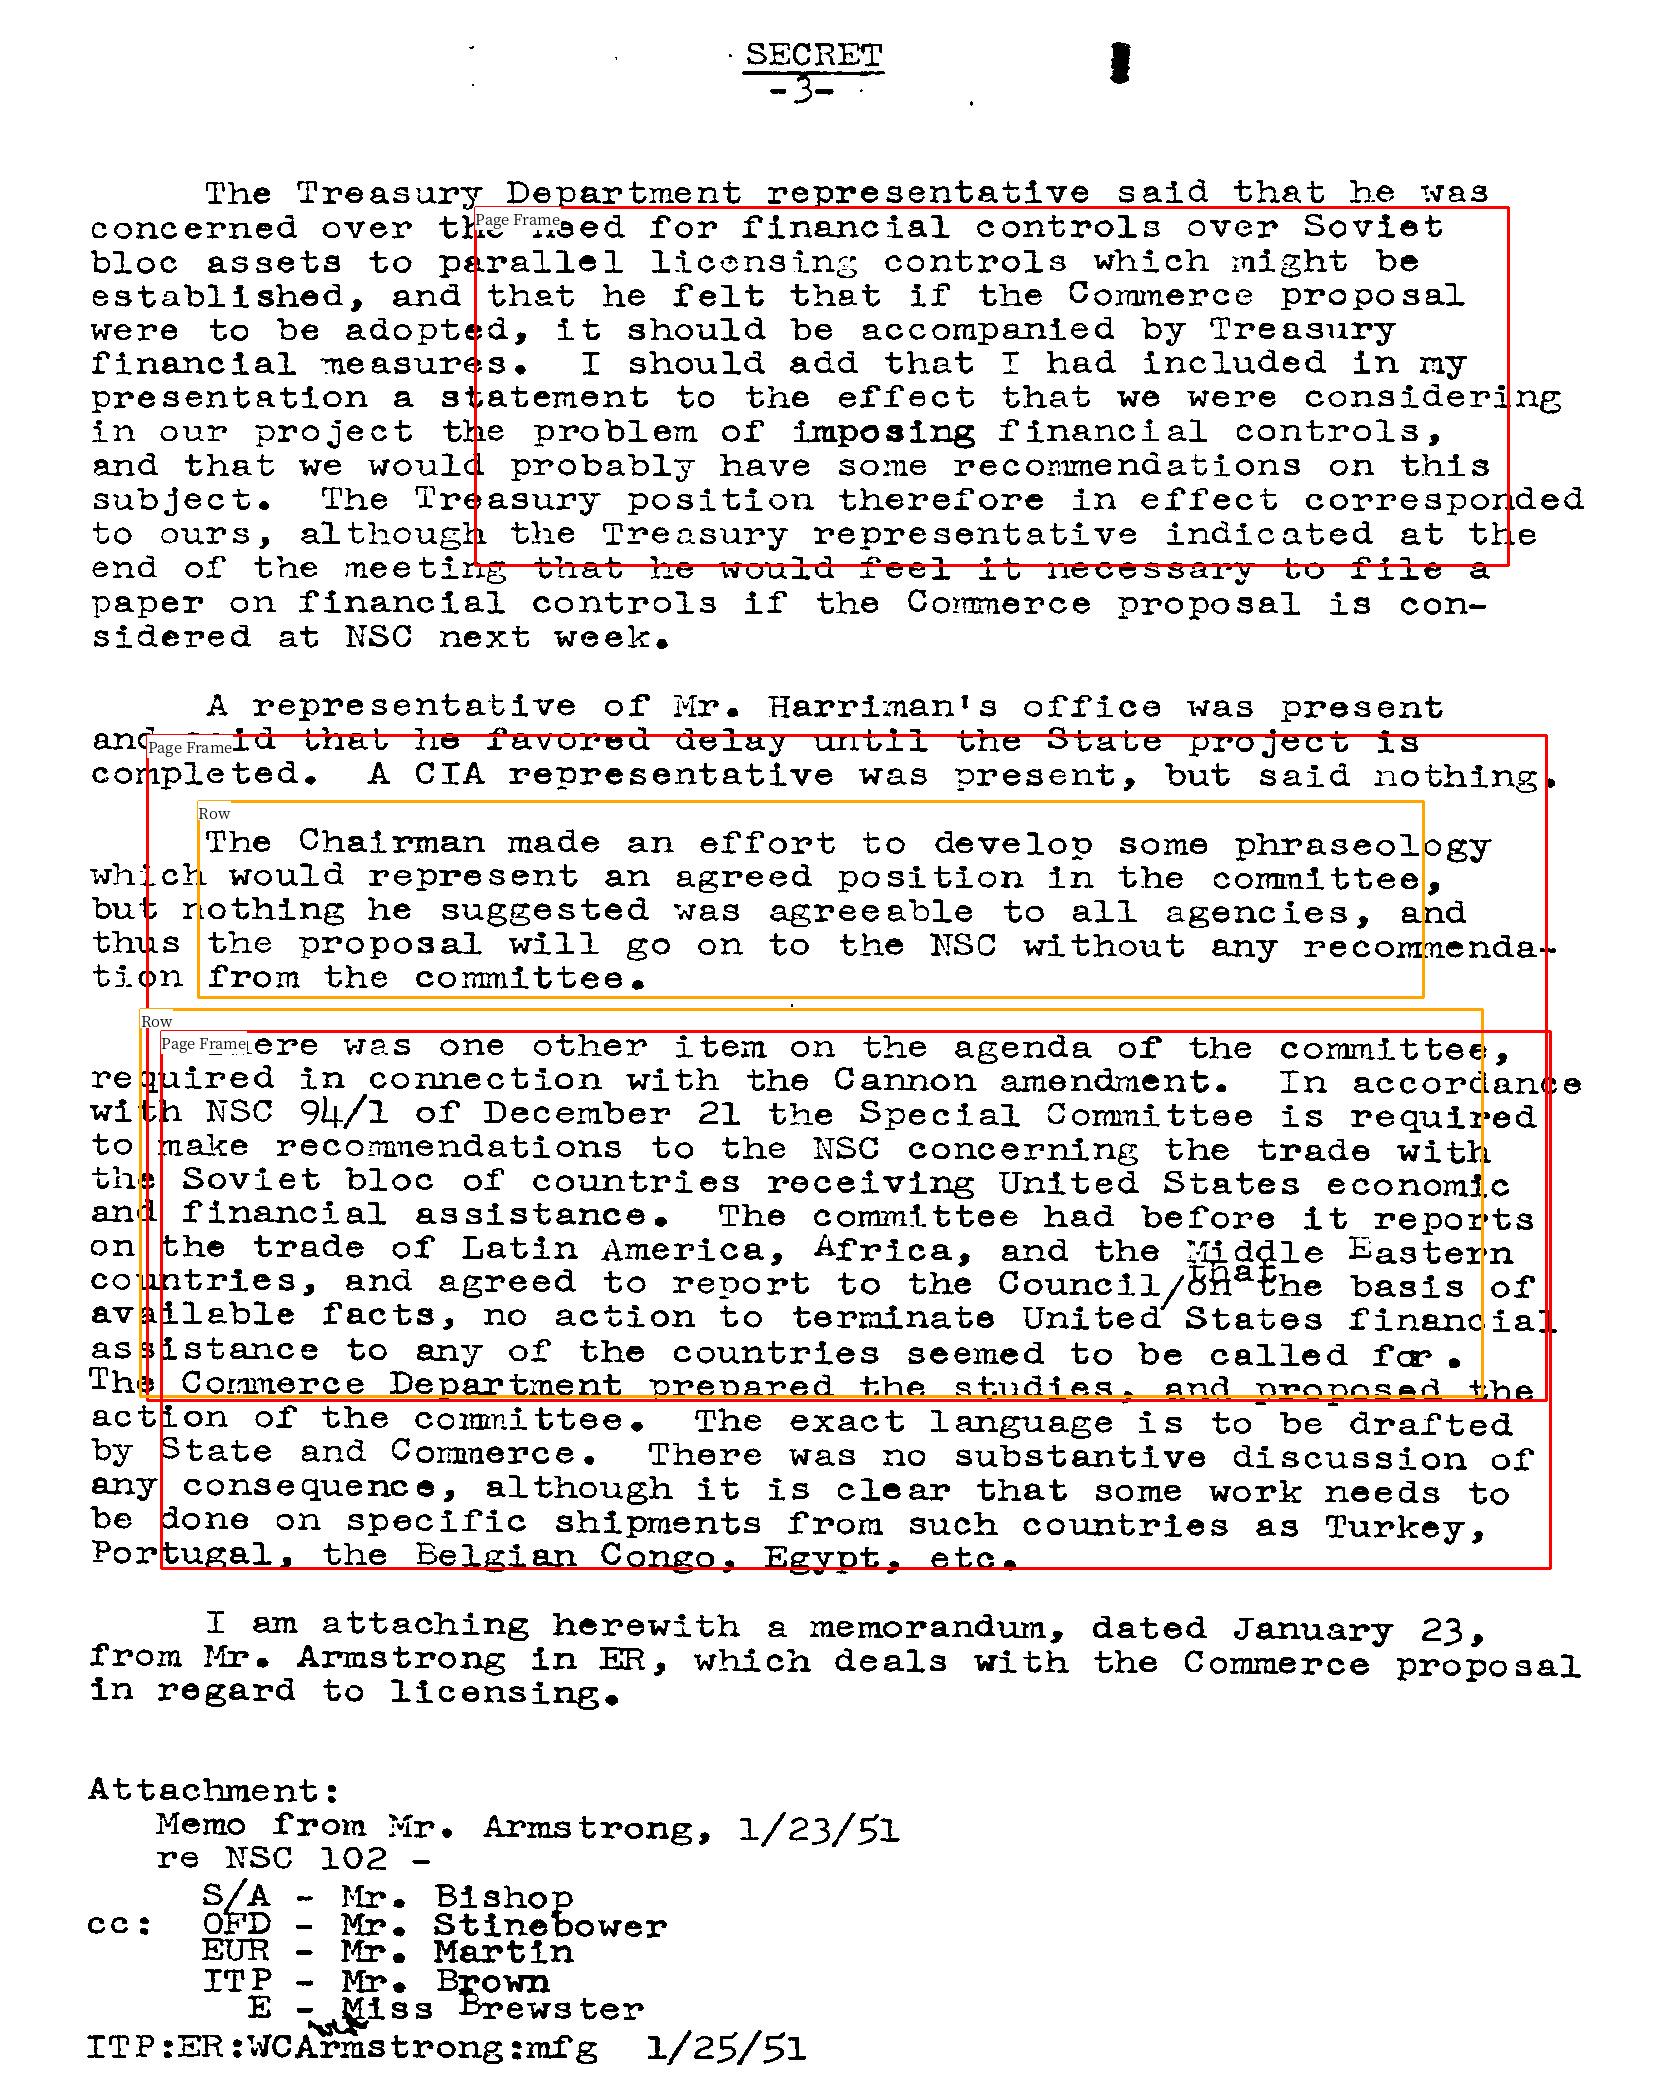 SECRET
-3-
The Treasury Department representative said that he was
concerned over the need for financial controls over Soviet
bloc assets to parallel licensing controls which might be
established, and that he felt that if the Commerce proposal
were to be adopted, it should be accompanied by Treasury
financial measures. I should add that I had included in my
presentation a statement to the effect that we were considering
in our project the problem of imposing financial controls,
and that we would probably have some recommendations on this
subject. The Treasury position therefore in effect corresponded
to ours, although the Treasury representative indicated at the
end of the meeting that he would feel it necessary to file a
paper on financial controls if the Commerce proposal is con-
sidered at NSC next week.
A representative of Mr. Harriman's office was present
and said that he favored delay until the State project is
completed. A CIA representative was present, but said nothing.
The Chairman made an effort to develop some phraseology
which would represent an agreed position in the committee,
but nothing he suggested was agreeable to all agencies, and
thus the proposal will go on to the NSC without any recommenda-
tion from the committee.
There was one other item on the agenda of the committee,
required in connection with the Cannon amendment. In accordance
with NSC 94/1 of December 21 the Special Committee is required
to make recommendations to the NSC concerning the trade with
the Soviet bloc of countries receiving United States economic
and financial assistance. The committee had before it reports
on the trade of Latin America, Africa, and the Middle Eastern
that
countries, and agreed to report to the Council/on the basis of
available facts, no action to terminate United States financial
assistance to any of the countries seemed to be called for.
The Commerce Department prepared the studies, and proposed the
action of the committee. The exact language is to be drafted
by State and Commerce. There was no substantive discussion of
any consequence, although it is clear that some work needs to
be done on specific shipments from such countries as Turkey,
Portugal, the Belgian Congo, Egypt, etc.
I am attaching herewith a memorandum, dated January 23,
from Mr. Armstrong in ER, which deals with the Commerce proposal
in regard to licensing.
Attachment:
Memo from Mr. Armstrong, 1/23/51
re NSC 102 -
S/A - Mr. Bishop
cc: OFD - Mr. Stinebower
EUR - Mr. Martin
ITP - Mr. Brown
E - Miss Brewster
ITP:ER:WCArmstrong:mfg 1/25/51
Page Frame
Page Frame
Row
Row
Page Frame